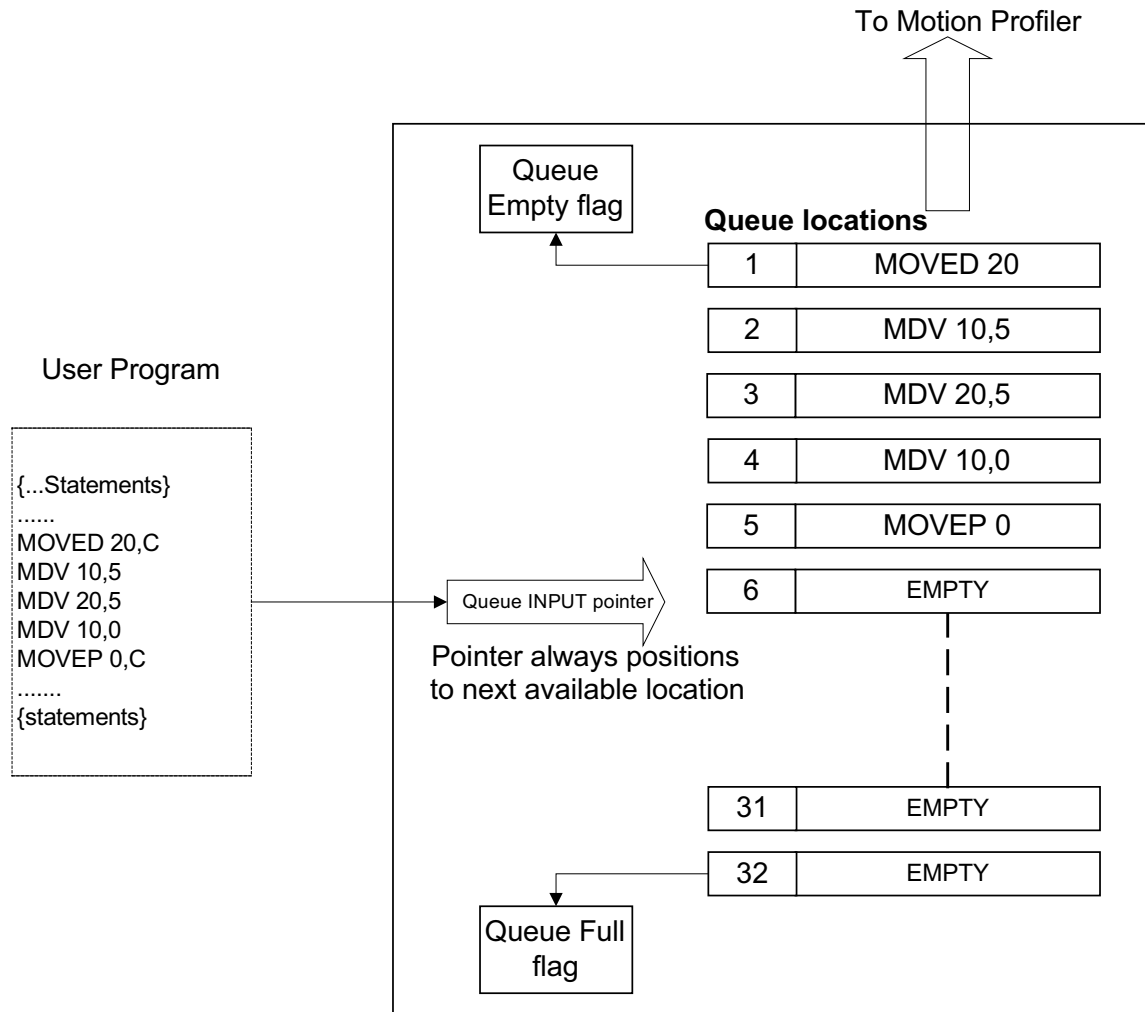 To Motion Profiler
Queue
Empty flag
Queue locations
1 MOVED 20
2 MDV 10,5
3 MDV 20,5
4 MDV 10,0
5 MOVEP 0
6 EMPTY
User Program
{...Statements}
......
MOVED 20,C
MDV 10,5
MDV 20,5
MDV 10,0
MOVEP 0,C
.......
{statements}
Queue INPUT pointer
Pointer always positions
to next available location
31 EMPTY
32 EMPTY
Queue Full
flag